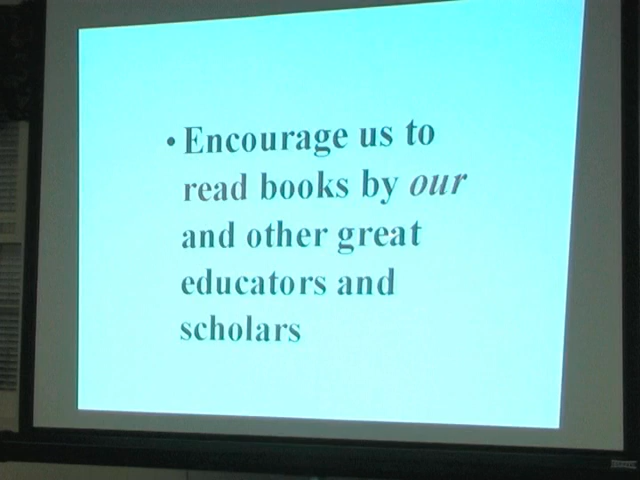 • Encourage us to
read books by our
and other great
educators and
scholars